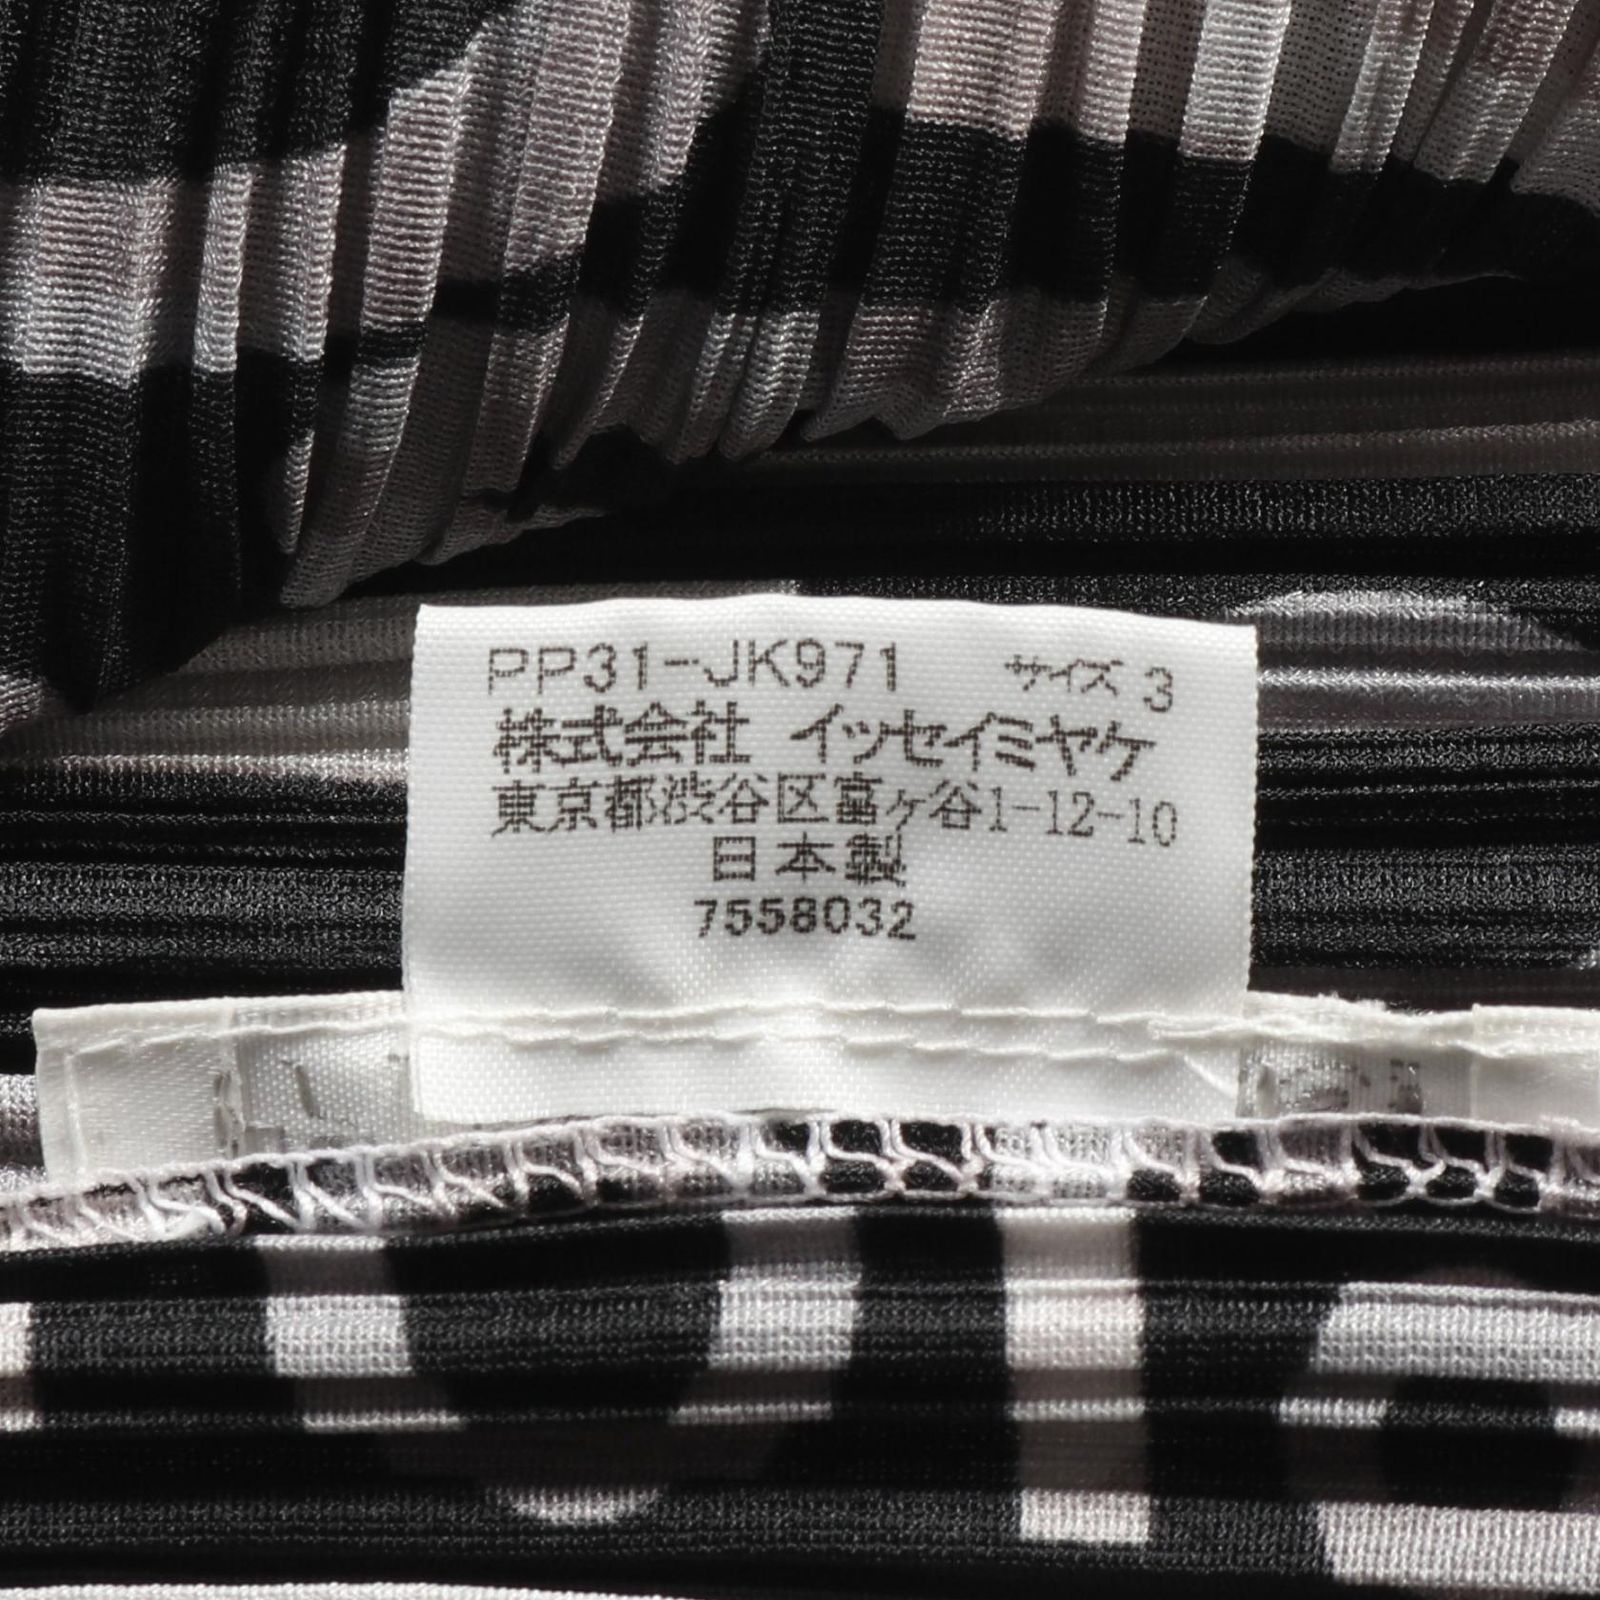 PP31-JK971 サイズ 3
株式会社 イッセイミヤケ
東京都渋谷区富ヶ谷1-12-10
日本製
7558032